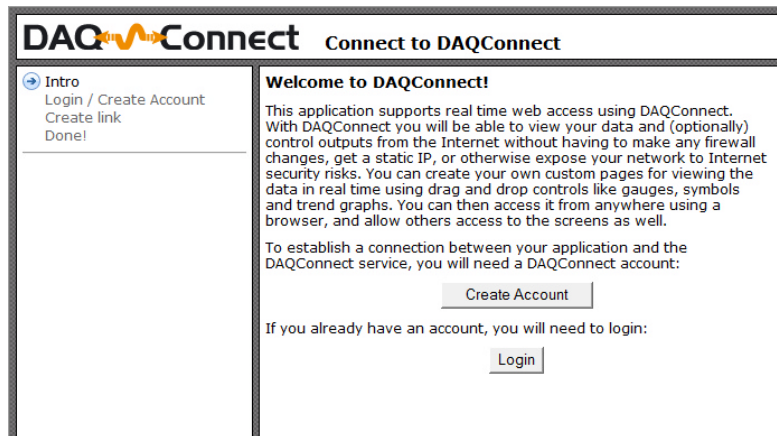 DAQ Connect Connect to DAQConnect
Intro
Login / Create Account
Create link
Done!
Welcome to DAQConnect!
This application supports real time web access using DAQConnect.
With DAQConnect you will be able to view your data and (optionally)
control outputs from the Internet without having to make any firewall
changes, get a static IP, or otherwise expose your network to Internet
security risks. You can create your own custom pages for viewing the
data in real time using drag and drop controls like gauges, symbols
and trend graphs. You can then access it from anywhere using a
browser, and allow others access to the screens as well.
To establish a connection between your application and the
DAQConnect service, you will need a DAQConnect account:
Create Account
If you already have an account, you will need to login:
Login